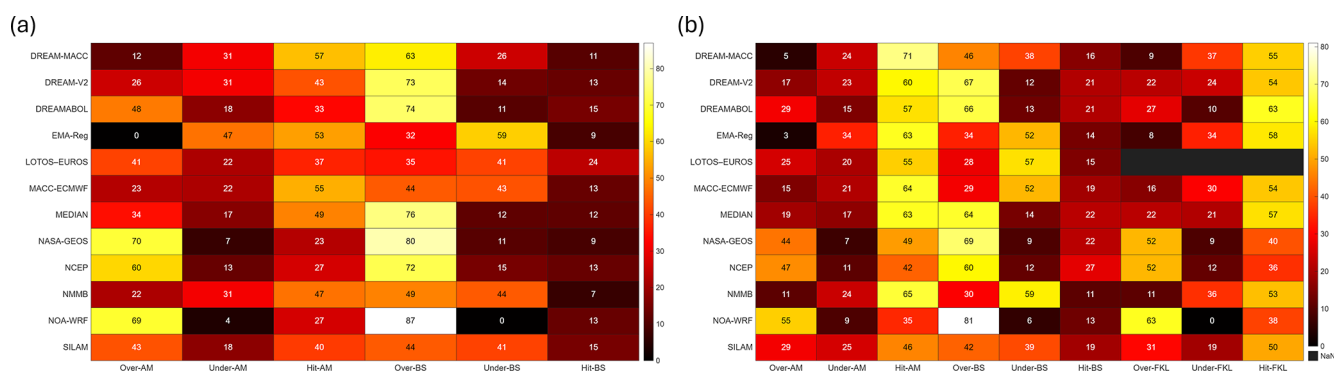 (a)
DREAM-MACC 12 31 57 63 26 11
DREAM-V2 26 31 43 73 14 13
DREAMABOL 48 18 33 74 11 15
EMA-Reg 0 47 53 32 59 9
LOTOS–EUROS 41 22 37 35 41 24
MACC-ECMWF 23 22 55 44 43 13
MEDIAN 34 17 49 76 12 12
NASA-GEOS 70 7 23 80 11 9
NCEP 60 13 27 72 15 13
NMMB 22 31 47 49 44 7
NOA-WRF 69 4 27 87 0 13
SILAM 43 18 40 44 41 15
Over-AM Under-AM Hit-AM Over-BS Under-BS Hit-BS
80
70
60
50
40
30
20
10
0
(b)
DREAM-MACC 5 24 71 46 38 16 9 37 55
DREAM-V2 17 23 60 67 12 21 22 24 54
DREAMABOL 29 15 57 66 13 21 27 10 63
EMA-Reg 3 34 63 34 52 14 8 34 58
LOTOS–EUROS 25 20 55 28 57 15
MACC-ECMWF 15 21 64 29 52 19 16 30 54
MEDIAN 19 17 63 64 14 22 22 21 57
NASA-GEOS 44 7 49 69 9 22 52 9 40
NCEP 47 11 42 60 12 27 52 12 36
NMMB 11 24 65 30 59 11 11 36 53
NOA-WRF 55 9 35 81 6 13 63 0 38
SILAM 29 25 46 42 39 19 31 19 50
Over-AM Under-AM Hit-AM Over-BS Under-BS Hit-BS Over-FKL Under-FKL Hit-FKL
80
70
60
50
40
30
20
10
0
NaN